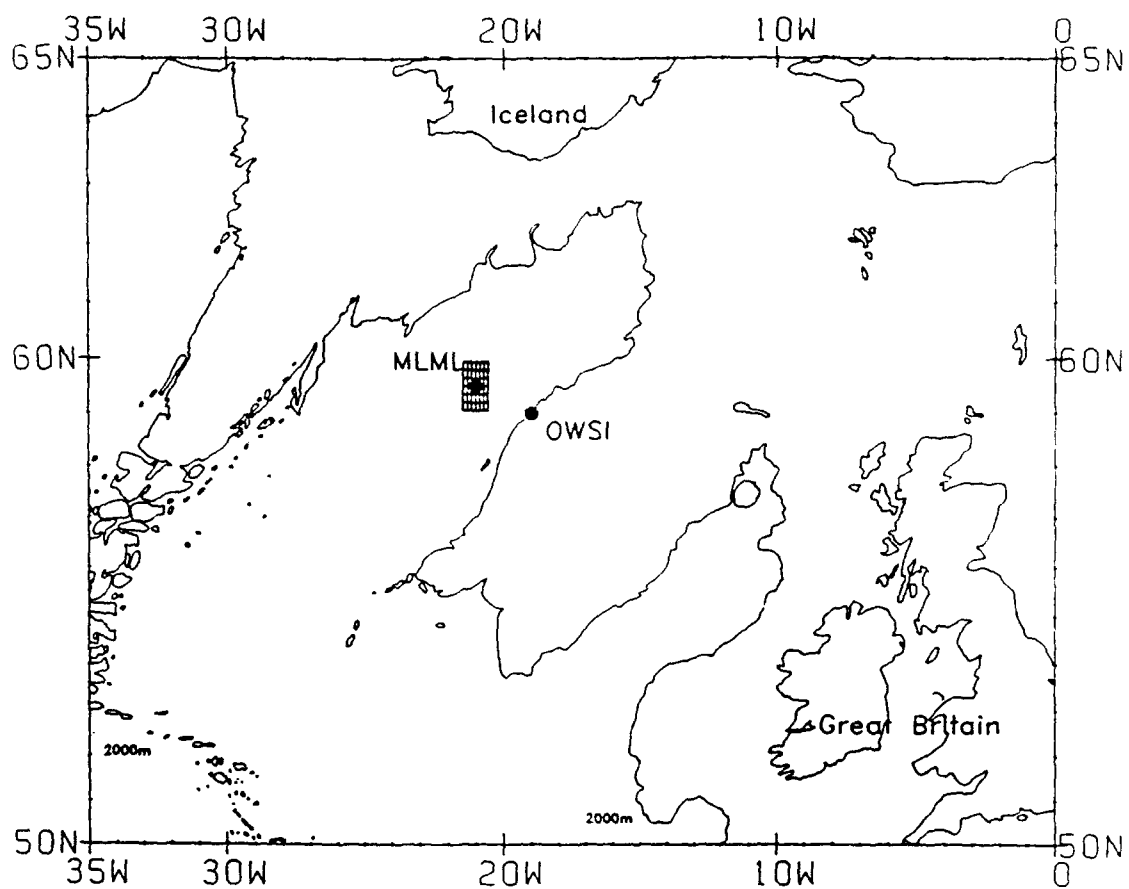 35W 30W 20W 10W 0
65N 65N
Iceland
60N 60N
MLML
OWSI
Great Britain
2000m
2000m
50N 50N
35W 30W 20W 10W 0